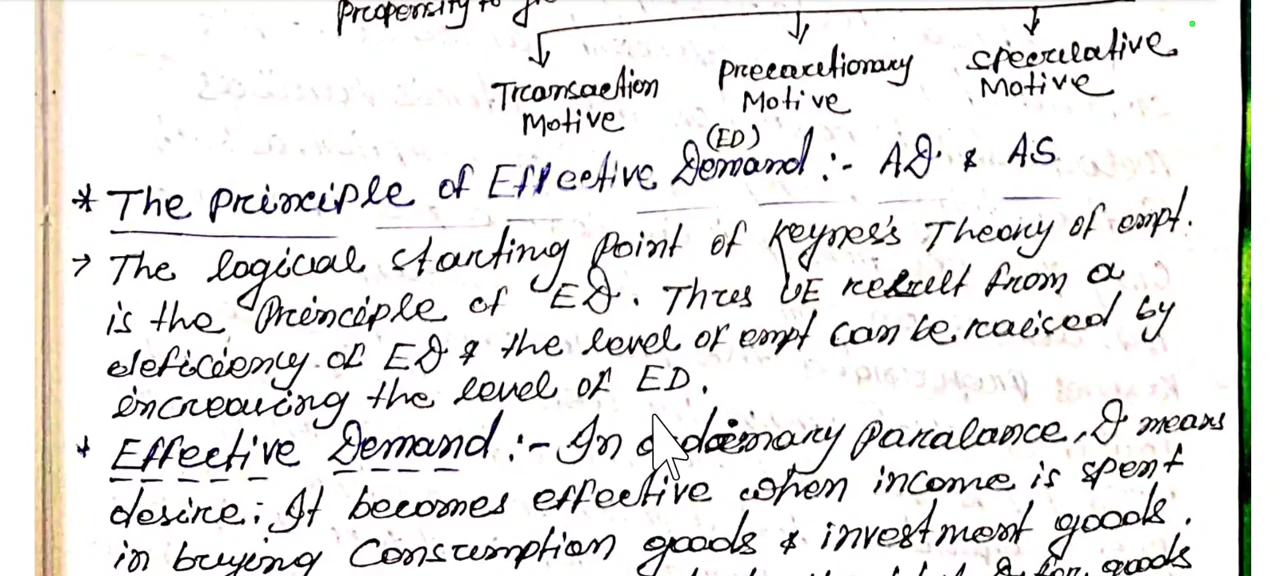 Propensity to
Transaction Motive
Precautionary Motive
Speculative Motive
(ED)
* The Principle of Effective Demand :- AD & AS
> The logical starting point of Keynes's Theory of empt.
is the Principle of ED. Thus UE result from a
deficiency of ED & the level of empt can be raised by
increasing the level of ED.
* Effective Demand :- In ordinary paralance, D means
desire; It becomes effective when income is spent
in buying Consumption goods & investment goods.
for goods